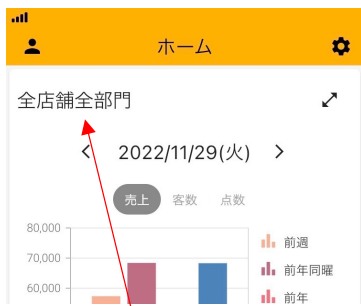 ホーム
全店舗全部門
2022/11/29(火)
売上 客数 点数
80,000
70,000
60,000
前週
前年同曜
前年